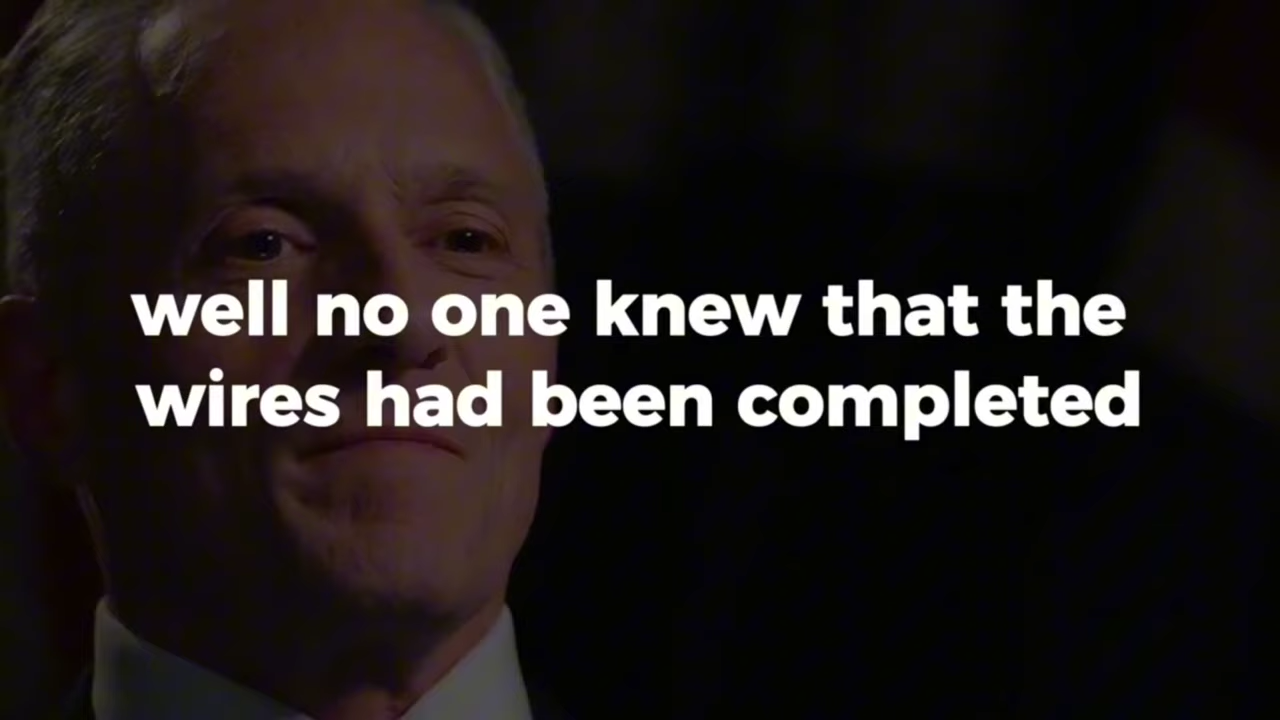 well no one knew that the
wires had been completed